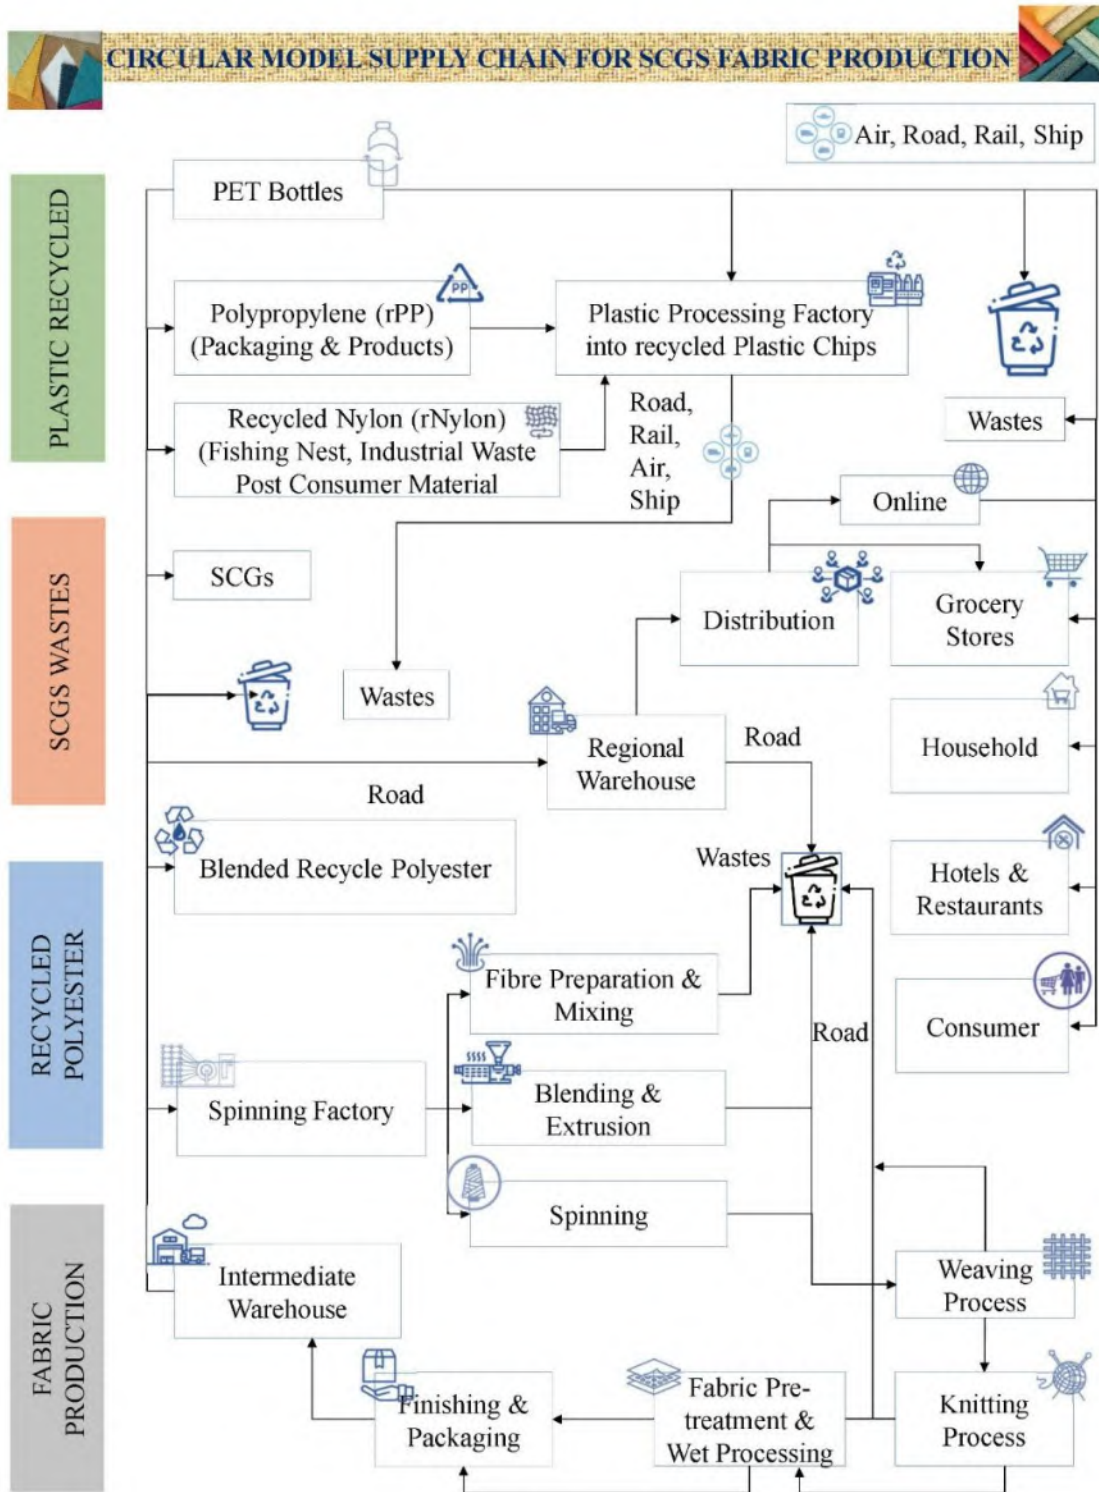 CIRCULAR MODEL SUPPLY CHAIN FOR SCGS FABRIC PRODUCTION
Air, Road, Rail, Ship
PLASTIC RECYCLED
PET Bottles
Polypropylene (rPP)
(Packaging & Products)
PP
Plastic Processing Factory
into recycled Plastic Chips
Recycled Nylon (rNylon)
(Fishing Nest, Industrial Waste
Post Consumer Material
Road,
Rail,
Air,
Ship
Wastes
Online
SCGS WASTES
SCGs
Distribution
Grocery
Stores
Wastes
Regional
Warehouse
Road
Household
Road
RECYCLED
POLYESTER
Blended Recycle Polyester
Wastes
Hotels &
Restaurants
Fibre Preparation &
Mixing
Road
Consumer
Spinning Factory
Blending &
Extrusion
Spinning
FABRIC
PRODUCTION
Intermediate
Warehouse
Weaving
Process
Finishing &
Packaging
Fabric Pre-
treatment &
Wet Processing
Knitting
Process